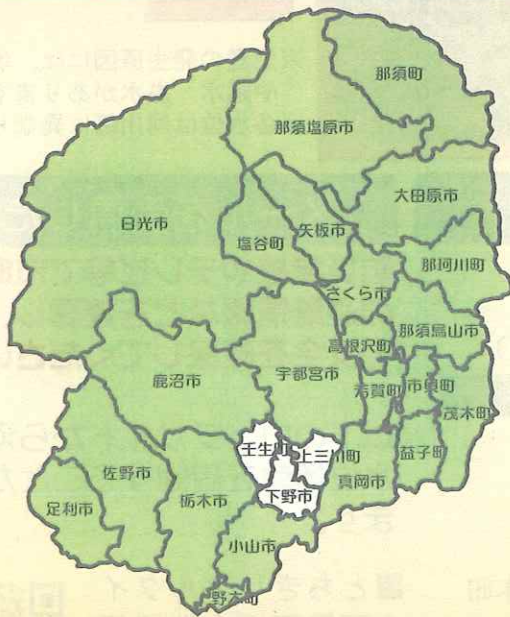 那須町
那須塩原市
大田原市
日光市
塩谷町
矢板市
那珂川町
さくら市
那須烏山市
高根沢町
宇都宮市
鹿沼市
芳賀町
市貝町
茂木町
壬生町
上三川町
真岡市
益子町
下野市
佐野市
栃木市
足利市
小山市
野木町